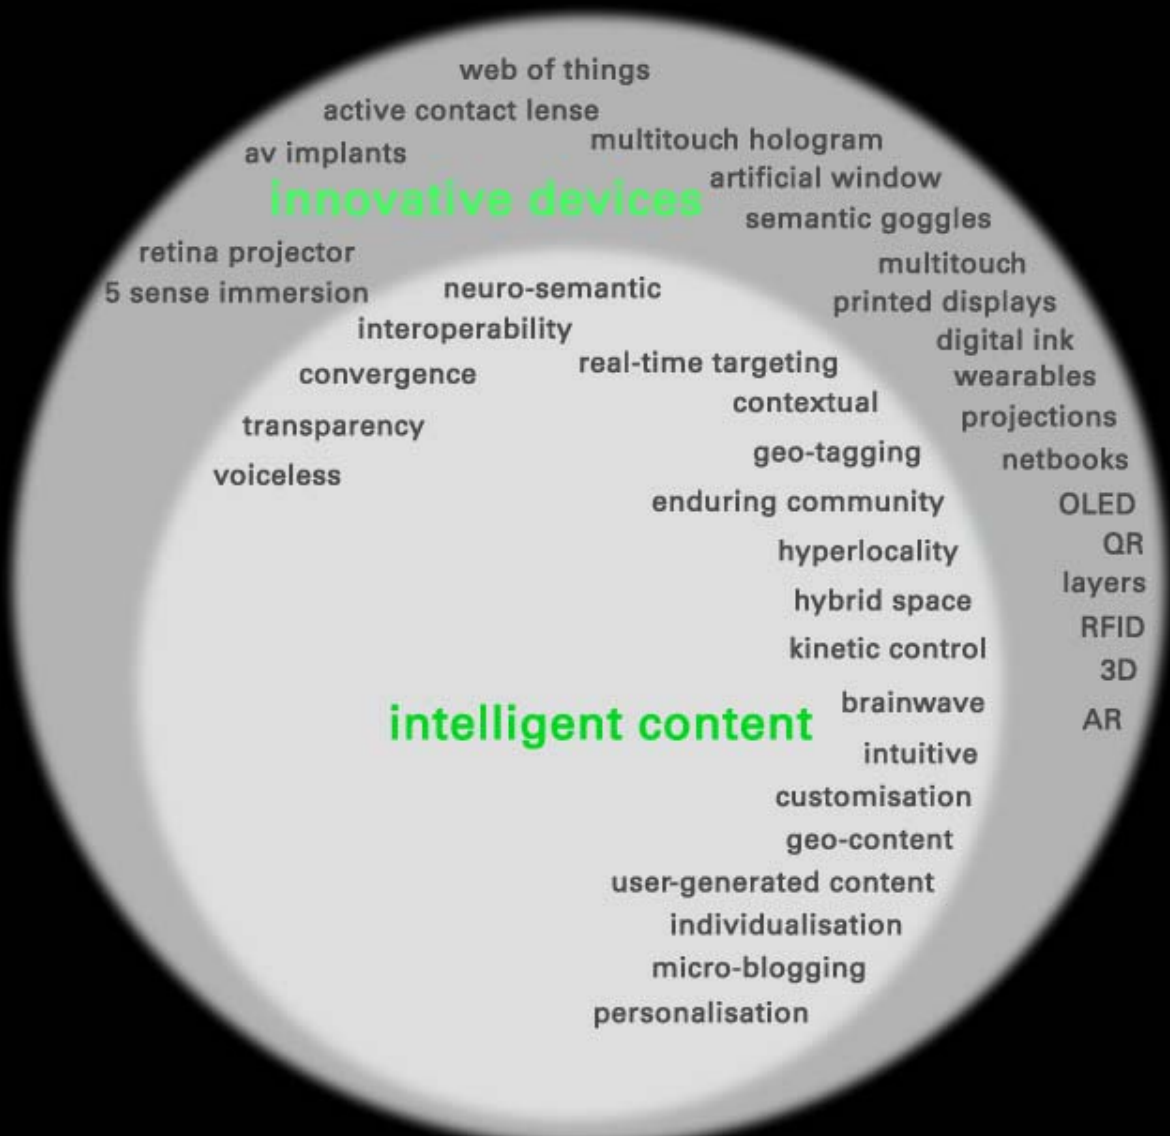 web of things
active contact lense
multitouch hologram
av implants
artificial window
innovative devices
semantic goggles
retina projector
multitouch
5 sense immersion
neuro-semantic
printed displays
interoperability
digital ink
real-time targeting
convergence
wearables
contextual
projections
transparency
geo-tagging
netbooks
voiceless
enduring community
OLED
QR
hyperlocality
layers
hybrid space
RFID
kinetic control
3D
brainwave
AR
intelligent content
intuitive
customisation
geo-content
user-generated content
individualisation
micro-blogging
personalisation